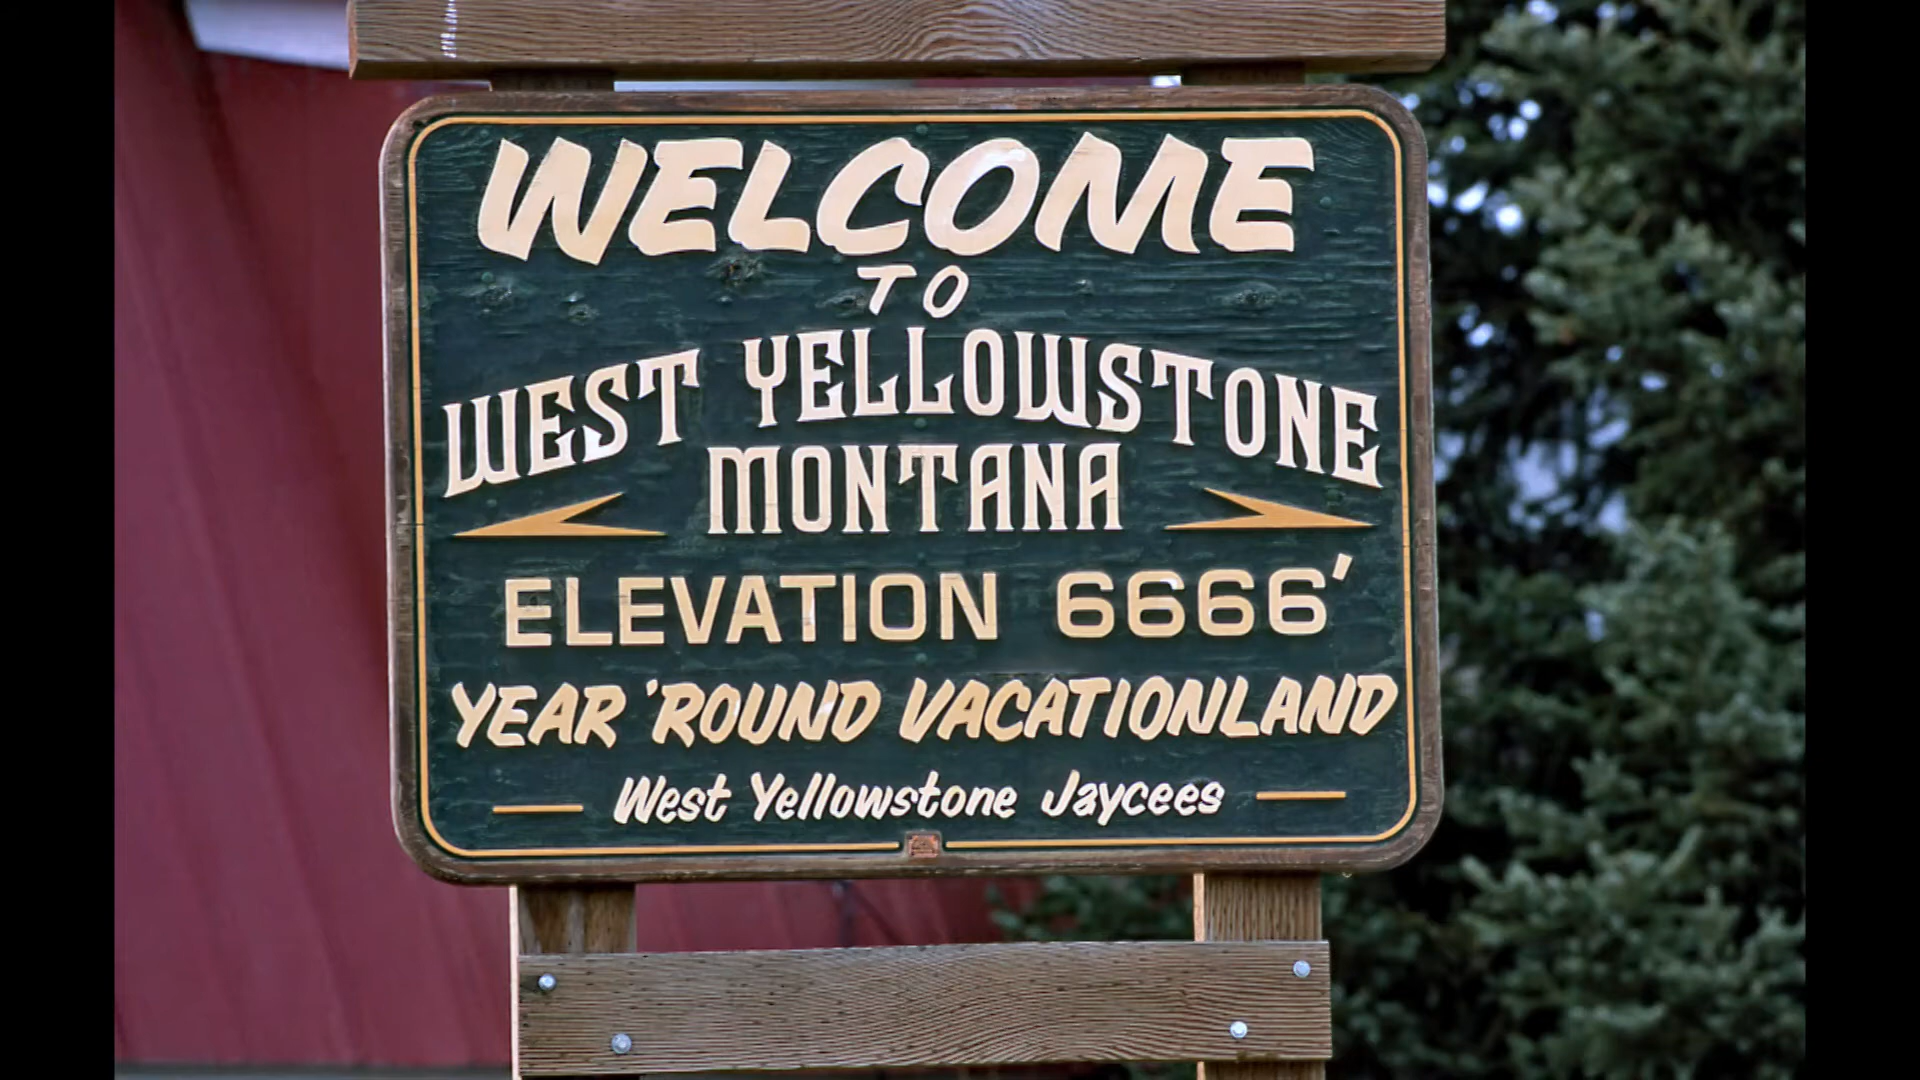 WELCOME
TO
WEST YELLOWSTONE
MONTANA
ELEVATION 6666'
YEAR 'ROUND VACATIONLAND
West Yellowstone Jaycees